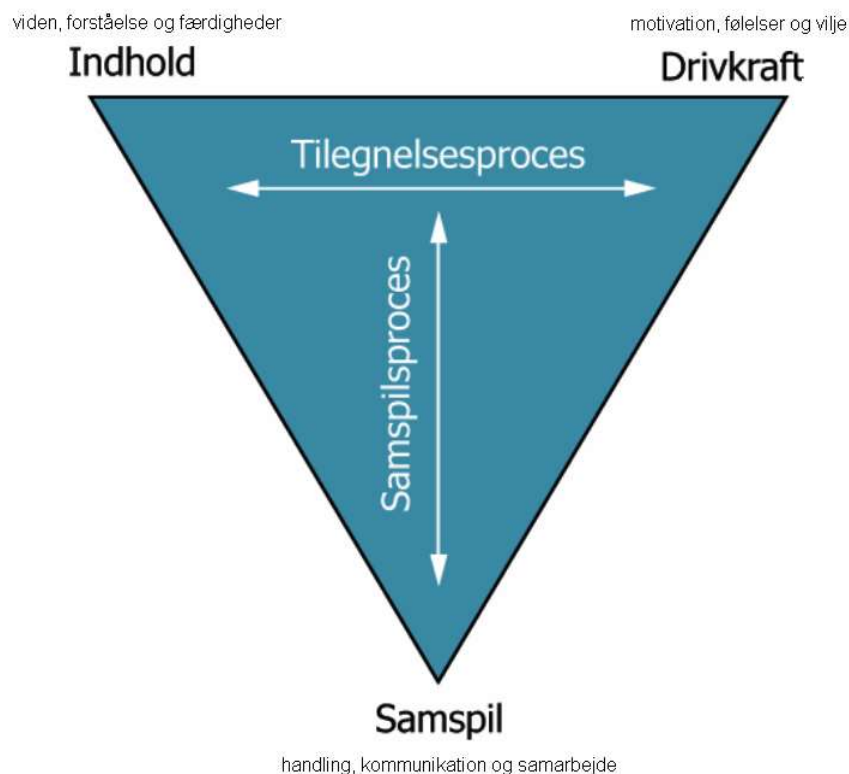 viden, forståelse og færdigheder
motivation, følelser og vilje
Indhold
Drivkraft
Tilegnelsesproces
Samspilsproces
Samspil
handling, kommunikation og samarbejde